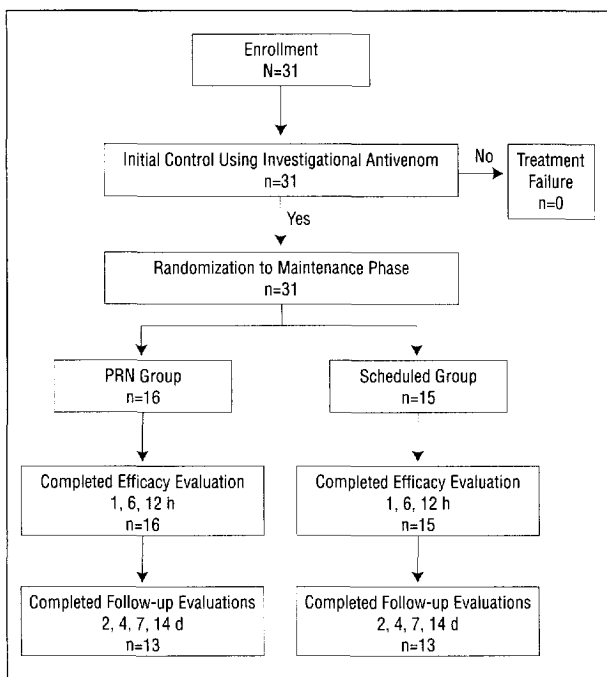 Enrollment
N=31
Initial Control Using Investigational Antivenom
n=31
No
Treatment
Failure
n=0
Yes
Randomization to Maintenance Phase
n=31
PRN Group
n=16
Scheduled Group
n=15
Completed Efficacy Evaluation
1, 6, 12 h
n=16
Completed Efficacy Evaluation
1, 6, 12 h
n=15
Completed Follow-up Evaluations
2, 4, 7, 14 d
n=13
Completed Follow-up Evaluations
2, 4, 7, 14 d
n=13